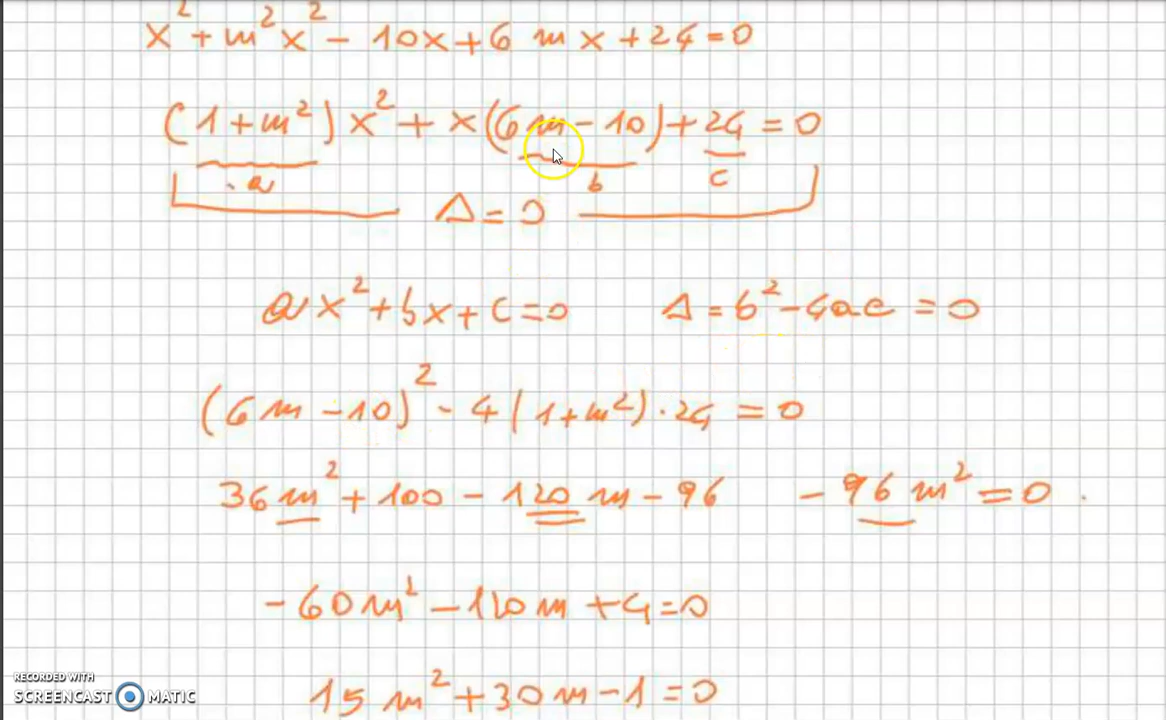 x² + m²x² - 10x + 6 mx + 24 = 0
(1 + m²) x² + x(6m - 10) + 24 = 0
a b c
Δ = 0
ax² + bx + c = 0 Δ = b² - 4ac = 0
(6m - 10)² - 4(1 + m²) · 24 = 0
36m² + 100 - 120m - 96 - 96m² = 0
-60m² - 120m + 4 = 0
15m² + 30m - 1 = 0
RECORDED WITH
SCREENCAST MATIC